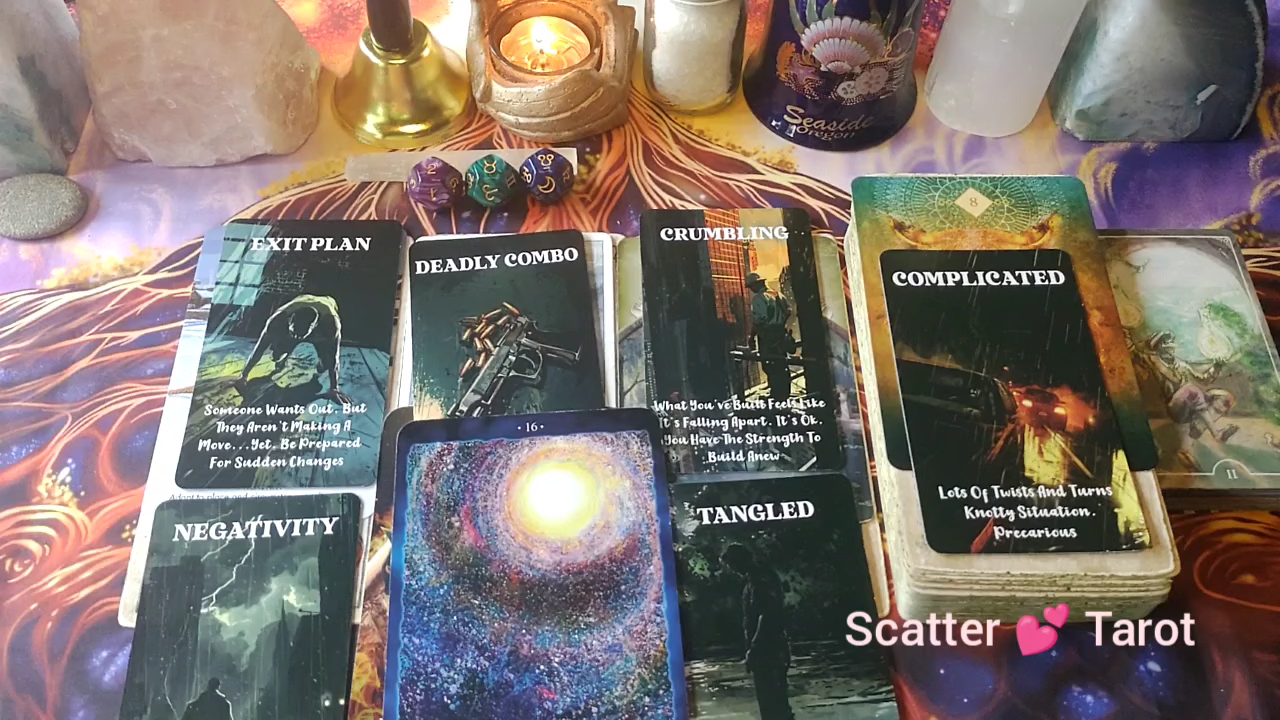 Seaside
Oregon
8
EXIT PLAN
Someone Wants Out. But
They Aren't Making A
Move...Yet. Be Prepared
For Sudden Changes
DEADLY COMBO
CRUMBLING
What You've Built Feels Like
It's Falling Apart. It's Ok.
You Have The Strength To
Build Anew
COMPLICATED
Lots Of Twists And Turns
Knotty Situation.
Precarious
II
NEGATIVITY
• 16 •
TANGLED
Scatter 💕 Tarot